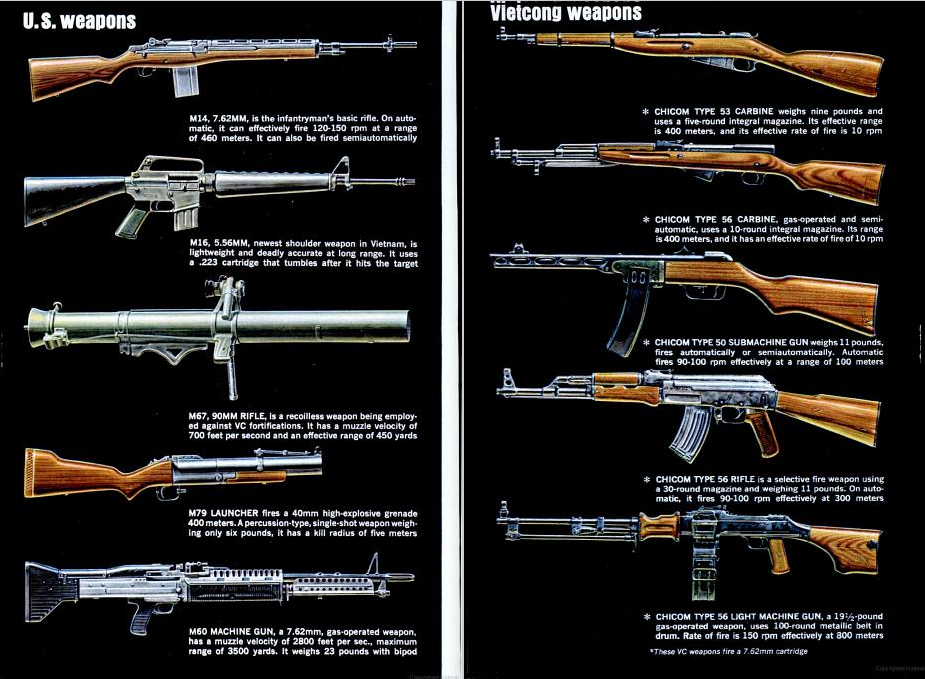 U.S. weapons
M14, 7.62MM, is the infantryman's basic rifle. On auto-
matic, it can effectively fire 120-150 rpm at a range
of 460 meters. It can also be fired semiautomatically
M16, 5.56MM, newest shoulder weapon in Vietnam, is
lightweight and deadly accurate at long range. It uses
a .223 cartridge that tumbles after it hits the target
M67, 90MM RIFLE, is a recoilless weapon being employ-
ed against VC fortifications. It has a muzzle velocity of
700 feet per second and an effective range of 450 yards
M79 LAUNCHER fires a 40mm high-explosive grenade
400 meters. A percussion-type, single-shot weapon weigh-
ing only six pounds, it has a kill radius of five meters
M60 MACHINE GUN, a 7.62mm, gas-operated weapon,
has a muzzle velocity of 2800 feet per sec., maximum
range of 3500 yards. It weighs 23 pounds with bipod
Vietcong weapons
* CHICOM TYPE 53 CARBINE weighs nine pounds and
uses a five-round integral magazine. Its effective range
is 400 meters, and its effective rate of fire is 10 rpm
* CHICOM TYPE 56 CARBINE, gas-operated and semi-
automatic, uses a 10-round integral magazine. Its range
is 400 meters, and it has an effective rate of fire of 10 rpm
* CHICOM TYPE 50 SUBMACHINE GUN weighs 11 pounds,
fires automatically or semiautomatically. Automatic
fires 90-100 rpm effectively at a range of 100 meters
* CHICOM TYPE 56 RIFLE is a selective fire weapon using
a 30-round magazine and weighing 11 pounds. On auto-
matic, it fires 90-100 rpm effectively at 300 meters
* CHICOM TYPE 56 LIGHT MACHINE GUN, a 19½-pound
gas-operated weapon, uses 100-round metallic belt in
drum. Rate of fire is 150 rpm effectively at 800 meters
*These VC weapons fire a 7.62mm cartridge
Copyrighted material